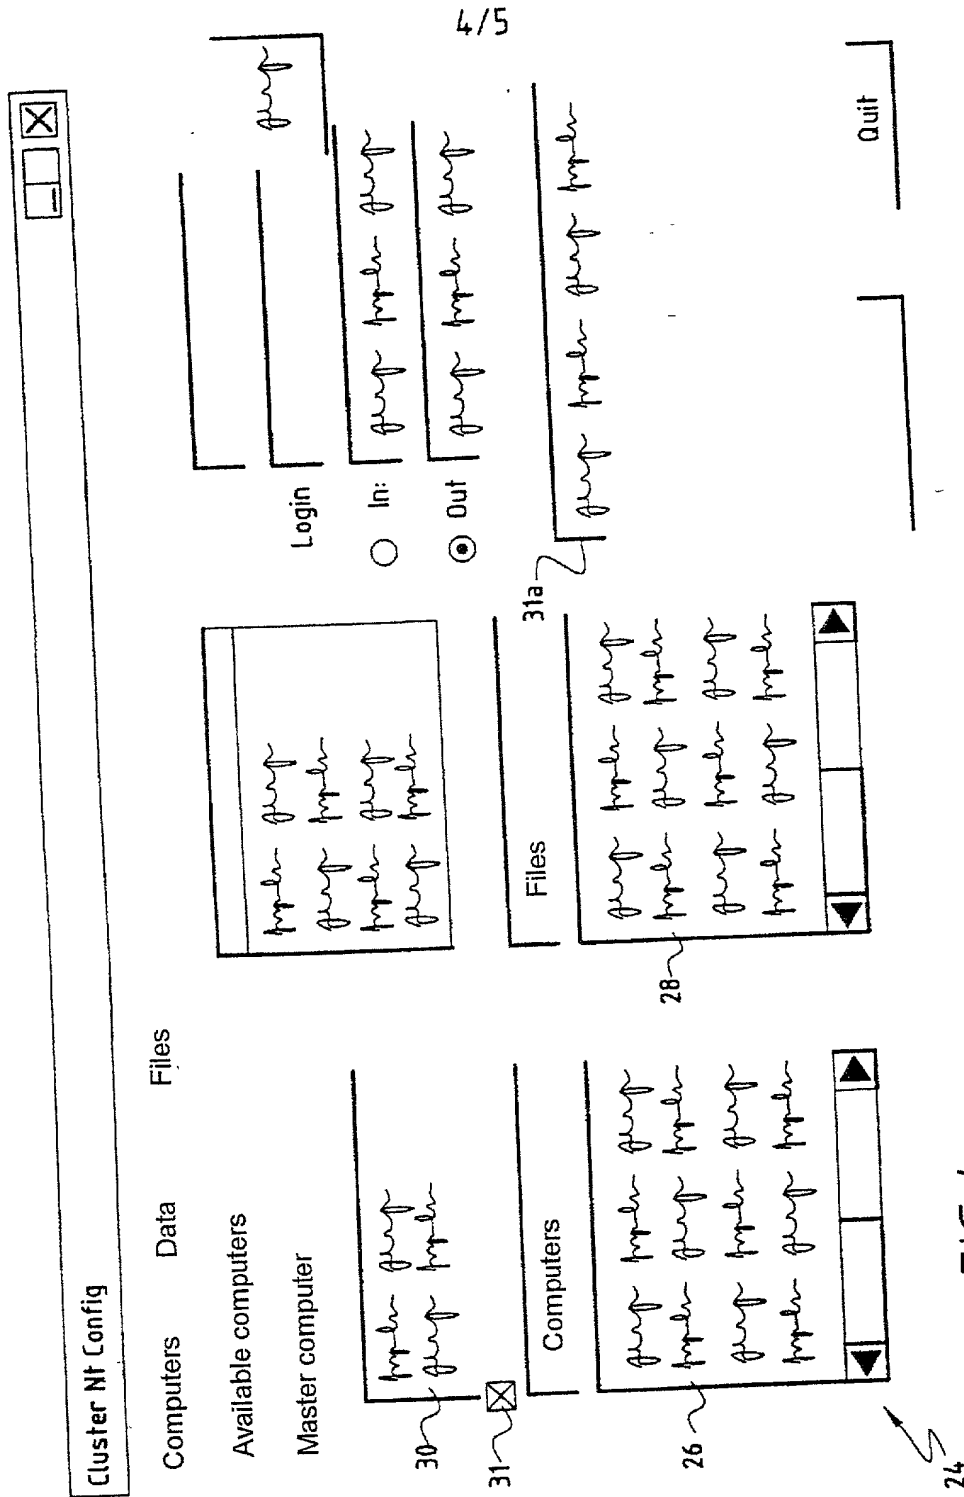 4/5
Cluster Nt Config
Computers Data Files
Available computers
Master computer
Login
In:
Out
30
31
31a
Computers
Files
26
28
Quit
24